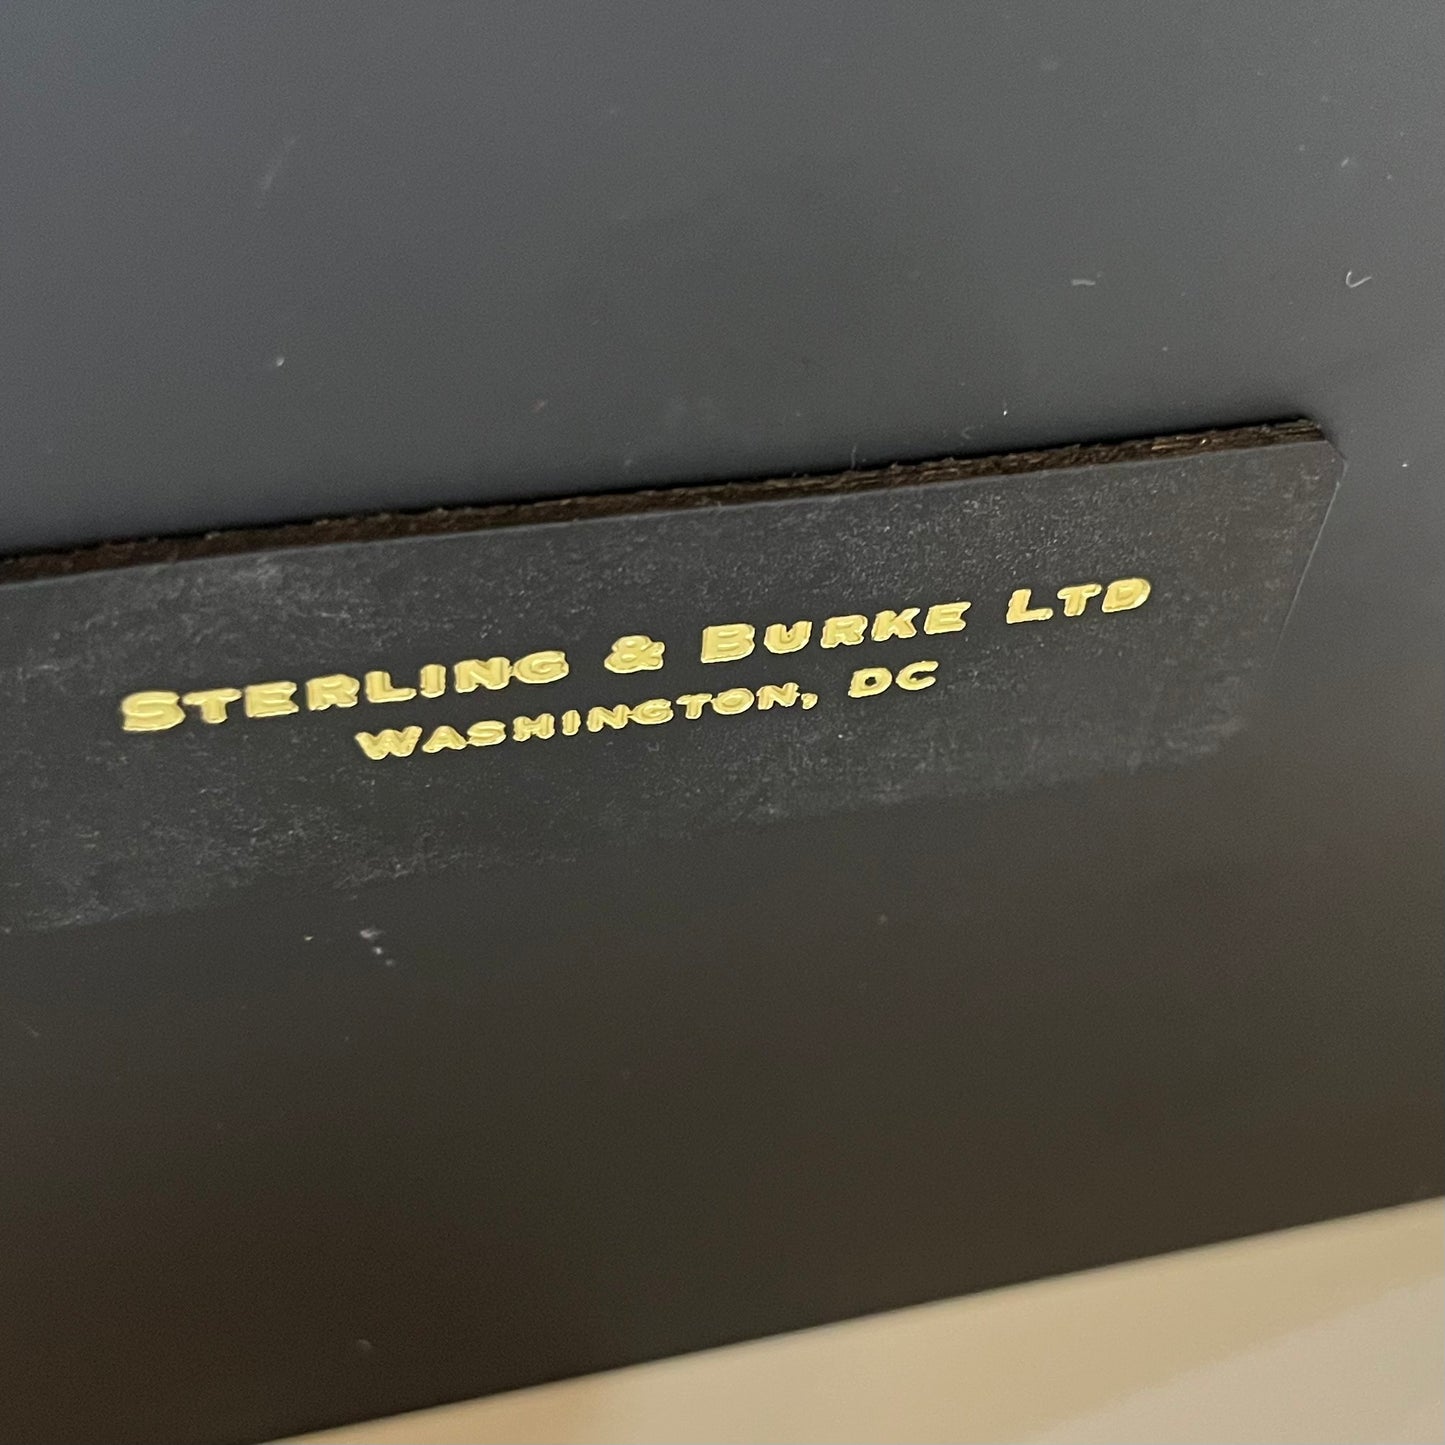 Sterling & Burke Ltd
Washington, DC